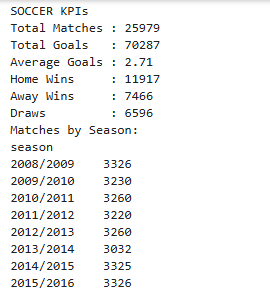 SOCCER KPIs
Total Matches : 25979
Total Goals   : 70287
Average Goals : 2.71
Home Wins     : 11917
Away Wins     : 7466
Draws         : 6596
Matches by Season:
season
2008/2009    3326
2009/2010    3230
2010/2011    3260
2011/2012    3220
2012/2013    3260
2013/2014    3032
2014/2015    3325
2015/2016    3326